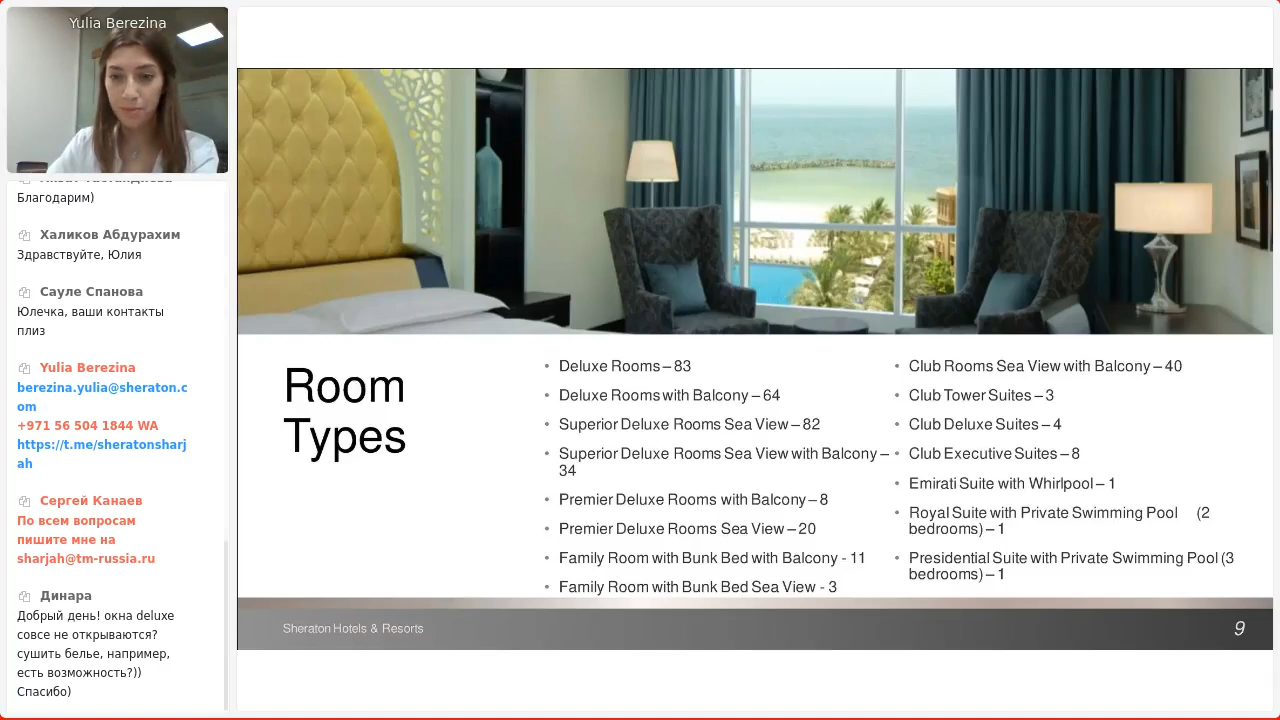 Yulia Berezina
Благодарим)
Халиков Абдурахим
Здравствуйте, Юлия
Сауле Спанова
Юлечка, ваши контакты
плиз
Yulia Berezina
berezina.yulia@sheraton.c
om
+971 56 504 1844 WA
https://t.me/sheratonsharj
ah
Сергей Канаев
По всем вопросам
пишите мне на
sharjah@tm-russia.ru
Динара
Добрый день! окна deluxe
совсе не открываются?
сушить белье, например,
есть возможность?))
Спасибо)
Room
Types
• Deluxe Rooms – 83
• Deluxe Rooms with Balcony – 64
• Superior Deluxe Rooms Sea View – 82
• Superior Deluxe Rooms Sea View with Balcony –
34
• Premier Deluxe Rooms with Balcony – 8
• Premier Deluxe Rooms Sea View – 20
• Family Room with Bunk Bed with Balcony - 11
• Family Room with Bunk Bed Sea View - 3
• Club Rooms Sea View with Balcony – 40
• Club Tower Suites – 3
• Club Deluxe Suites – 4
• Club Executive Suites – 8
• Emirati Suite with Whirlpool – 1
• Royal Suite with Private Swimming Pool (2
bedrooms) – 1
• Presidential Suite with Private Swimming Pool (3
bedrooms) – 1
Sheraton Hotels & Resorts
9